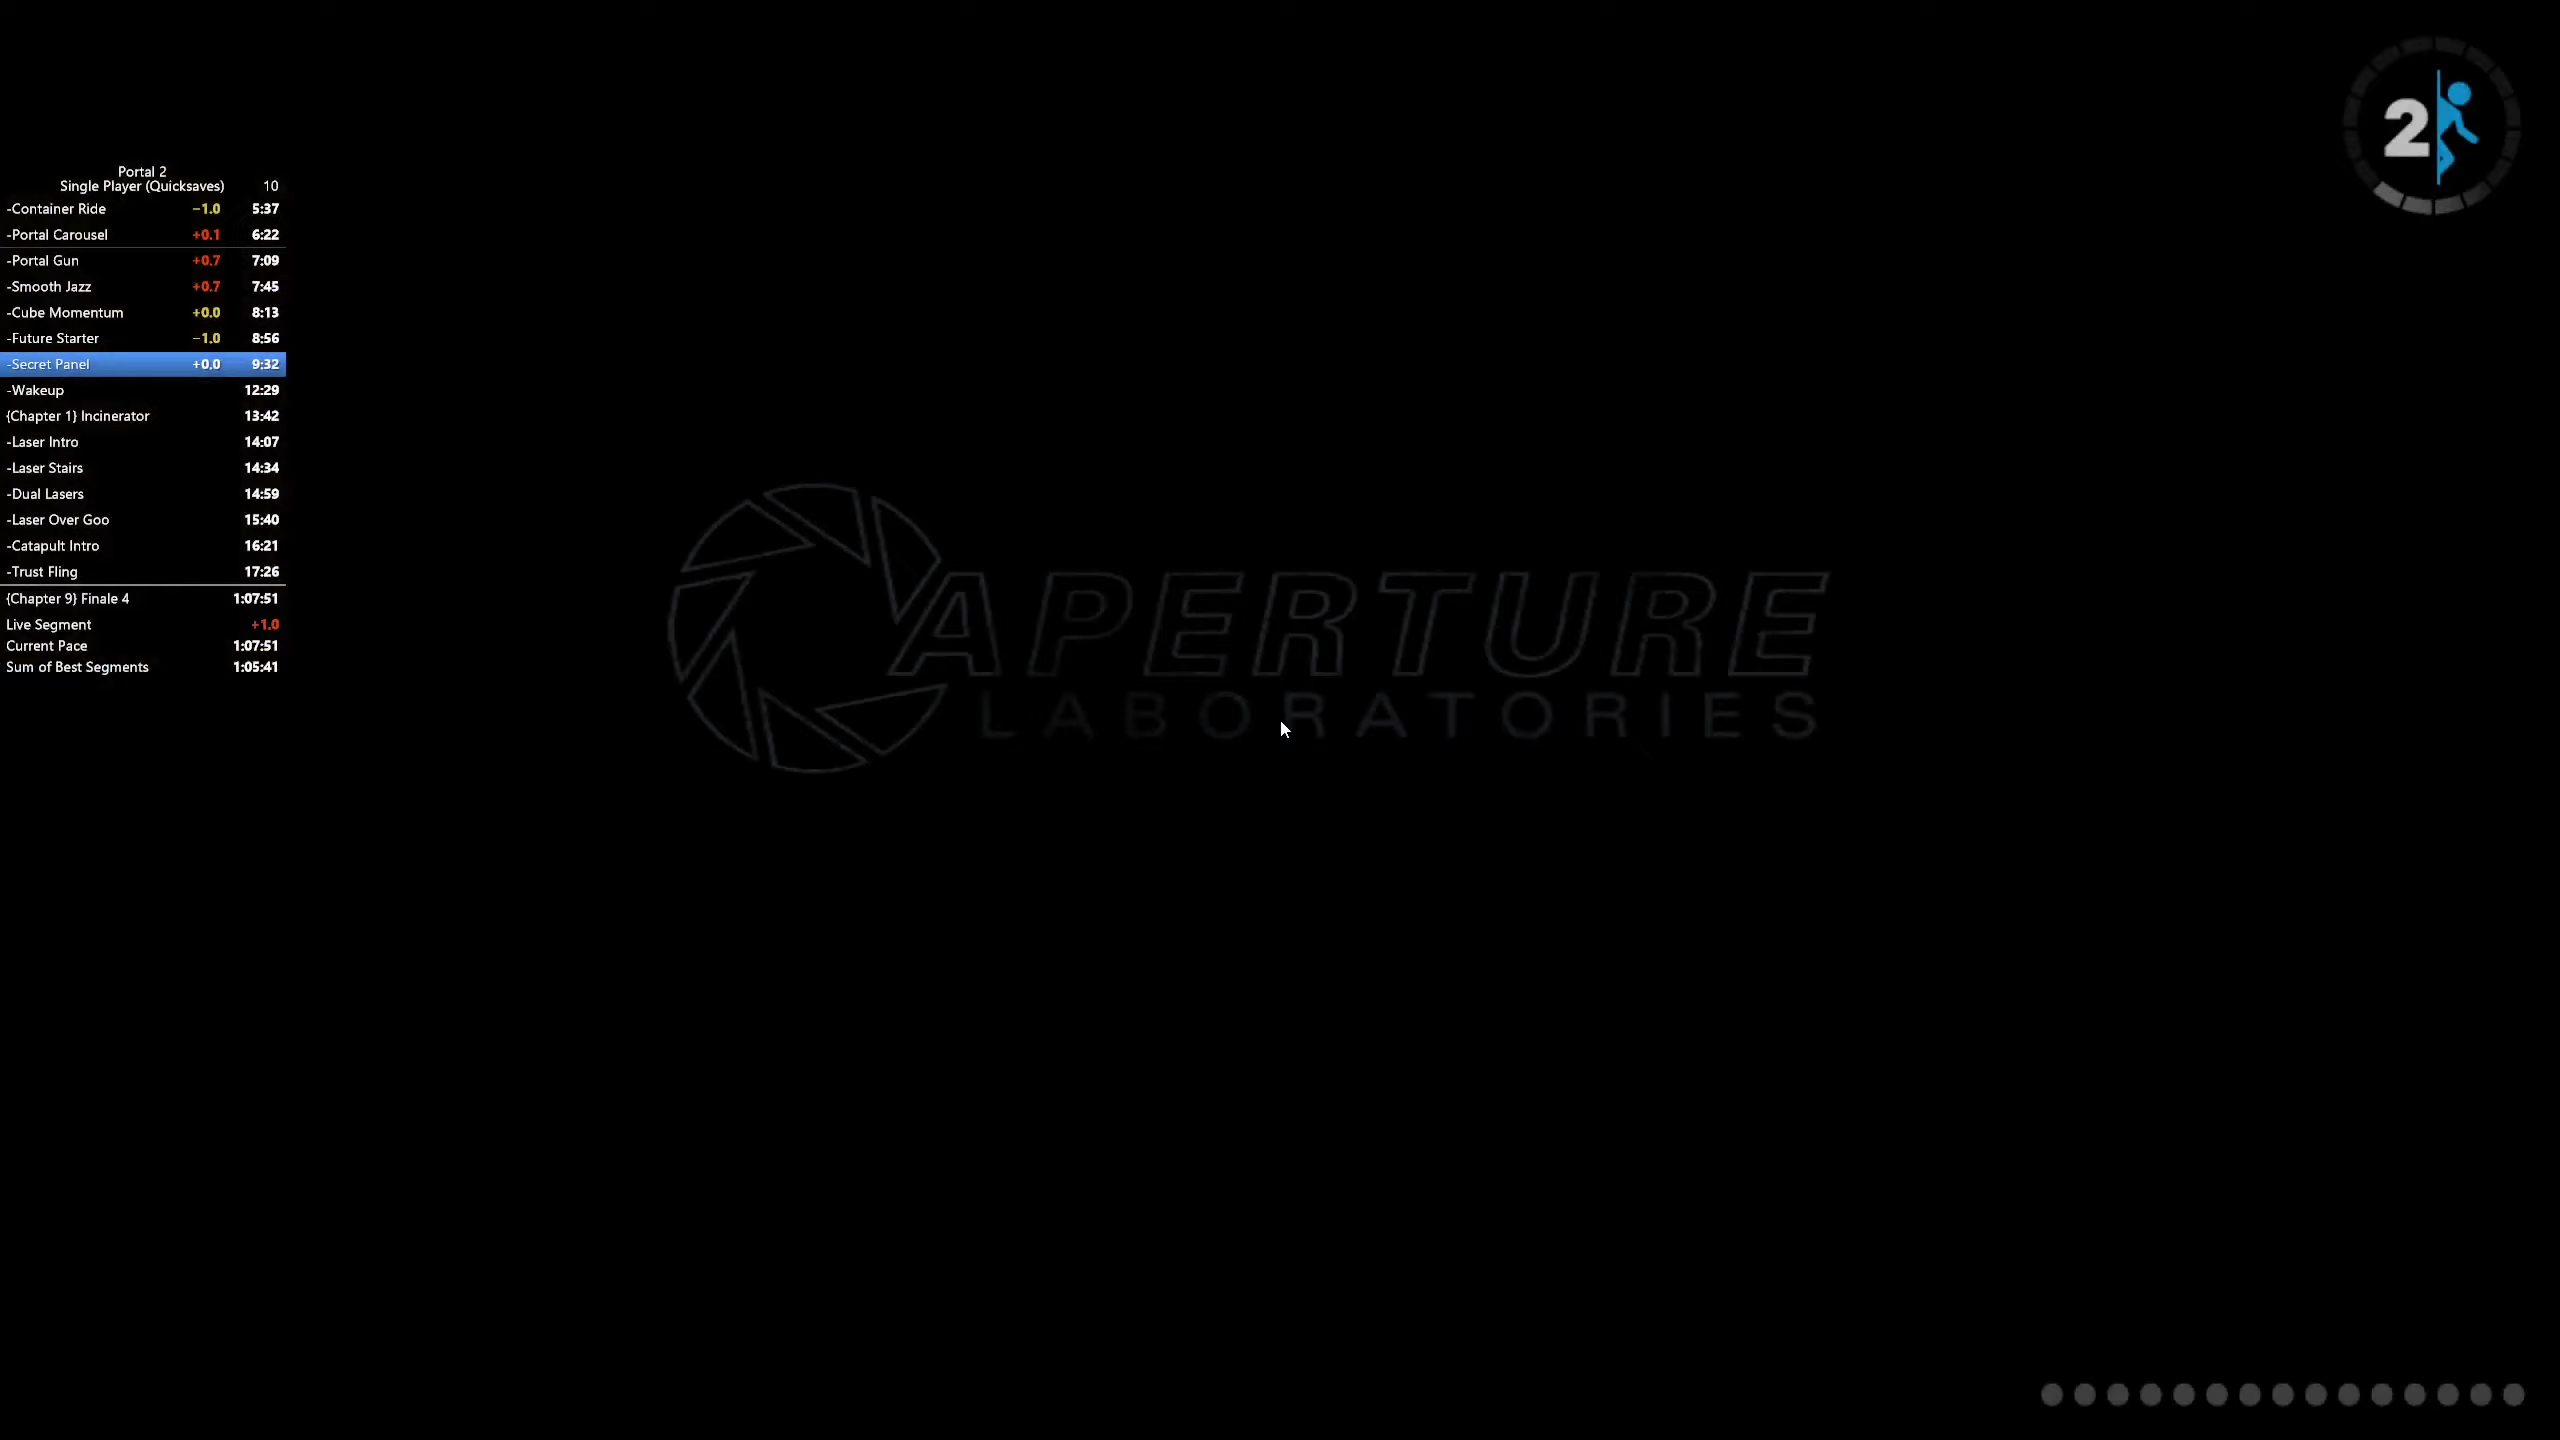 Portal 2
Single Player (Quicksaves) 10
-Container Ride −1.0 5:37
-Portal Carousel +0.1 6:22
-Portal Gun +0.7 7:09
-Smooth Jazz +0.7 7:45
-Cube Momentum +0.0 8:13
-Future Starter −1.0 8:56
-Secret Panel +0.0 9:32
-Wakeup 12:29
{Chapter 1} Incinerator 13:42
-Laser Intro 14:07
-Laser Stairs 14:34
-Dual Lasers 14:59
-Laser Over Goo 15:40
-Catapult Intro 16:21
-Trust Fling 17:26
{Chapter 9} Finale 4 1:07:51
Live Segment +1.0
Current Pace 1:07:51
Sum of Best Segments 1:05:41
2
APERTURE
LABORATORIES